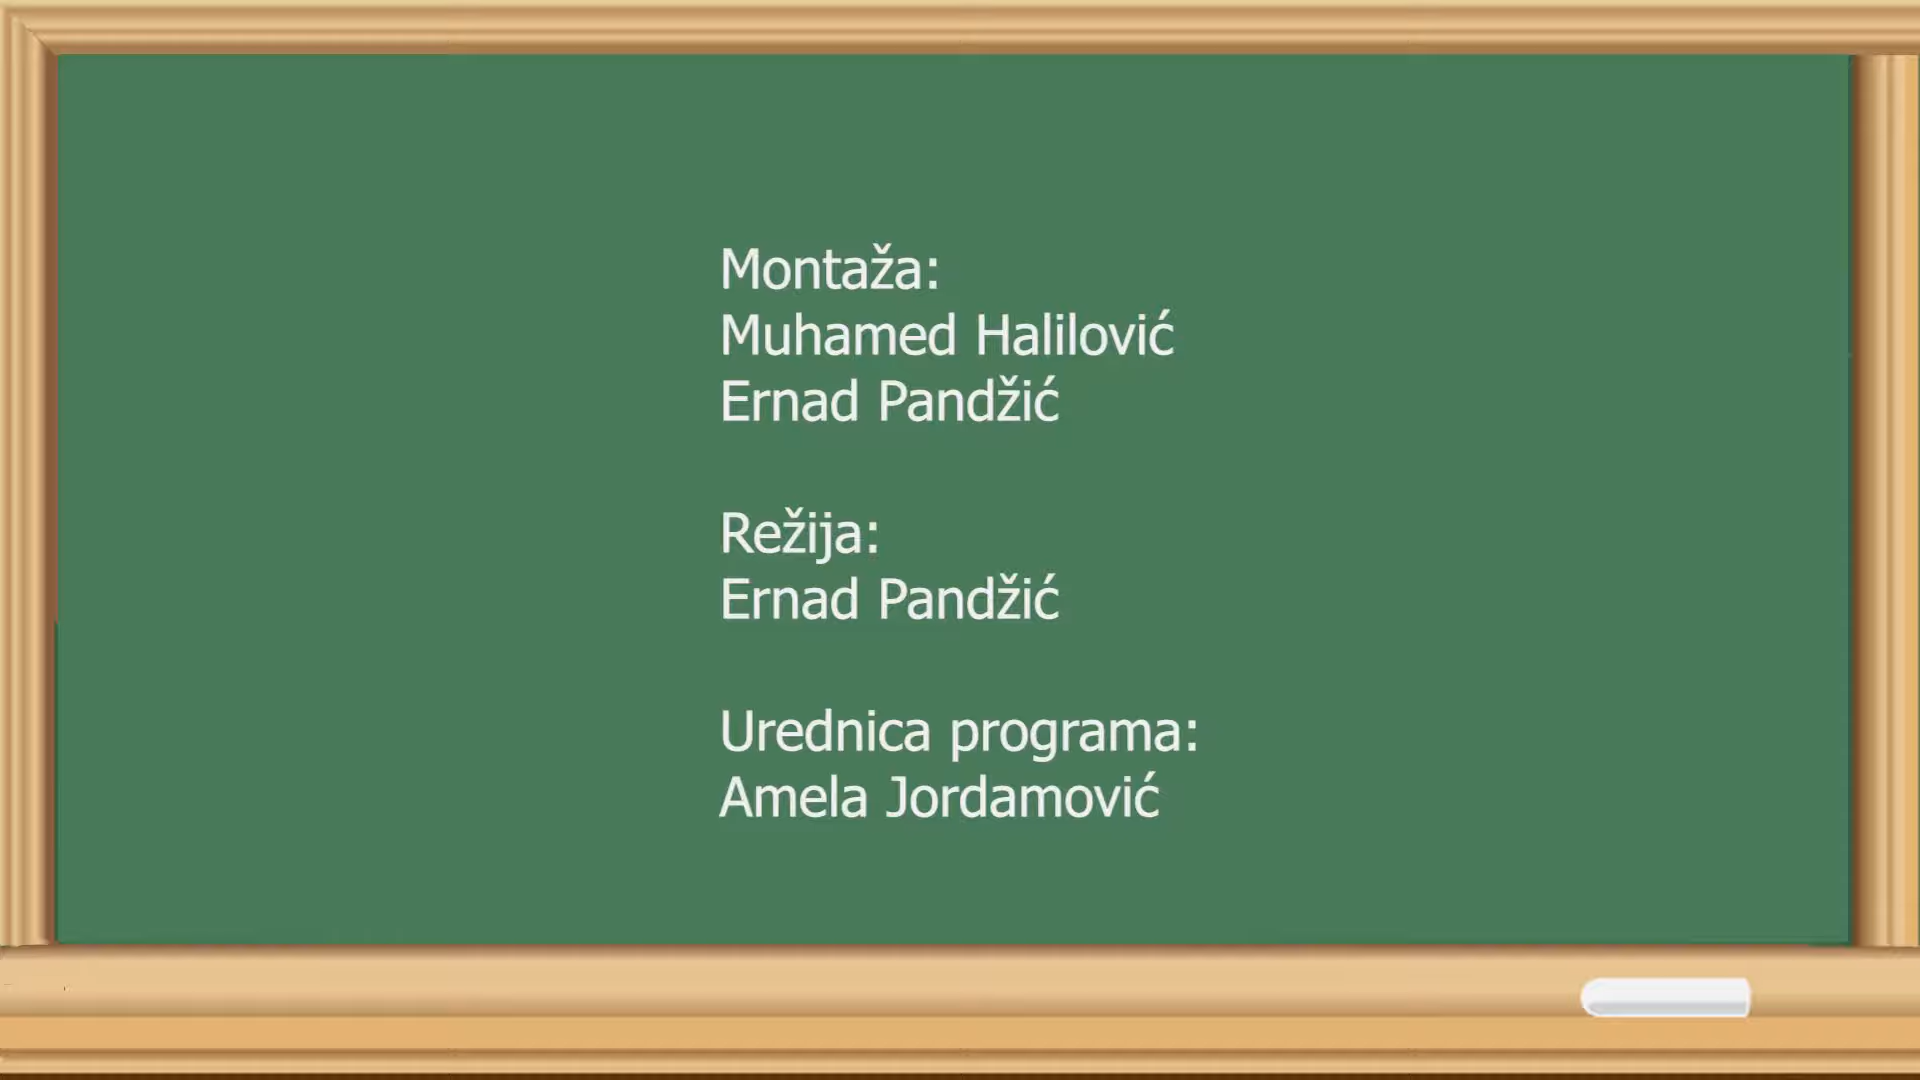 Montaža:
Muhamed Halilović
Ernad Pandžić
Režija:
Ernad Pandžić
Urednica programa:
Amela Jordamović